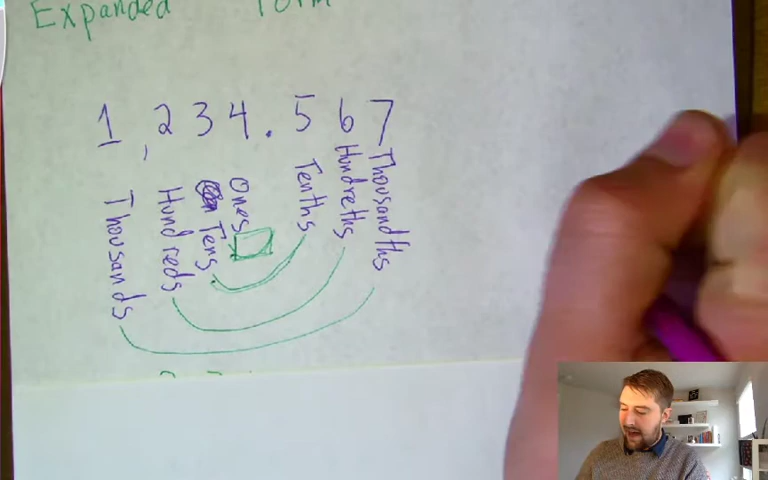 Expanded Form
1,234.567
Thousands
Hundreds
Tens
Ones
Tenths
Hundreths
Thousandths